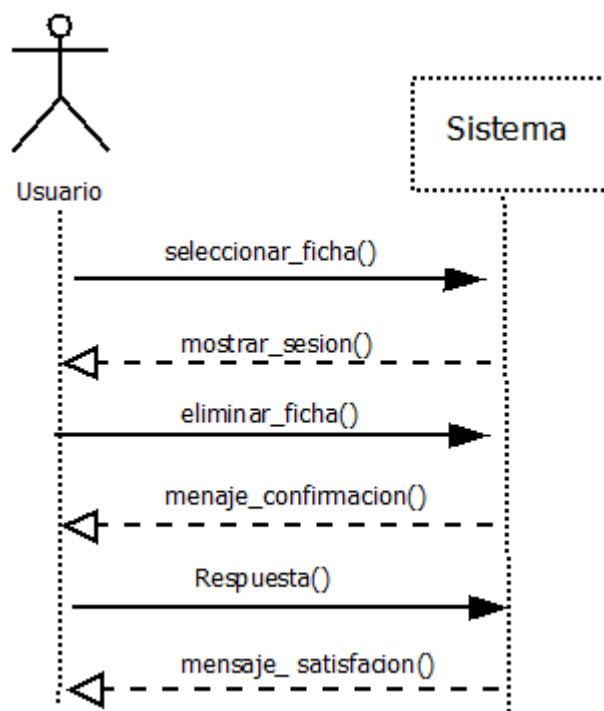 Sistema
Usuario
seleccionar_ficha()
mostrar_sesion()
eliminar_ficha()
menaje_confirmacion()
Respuesta()
mensaje_ satisfacion()